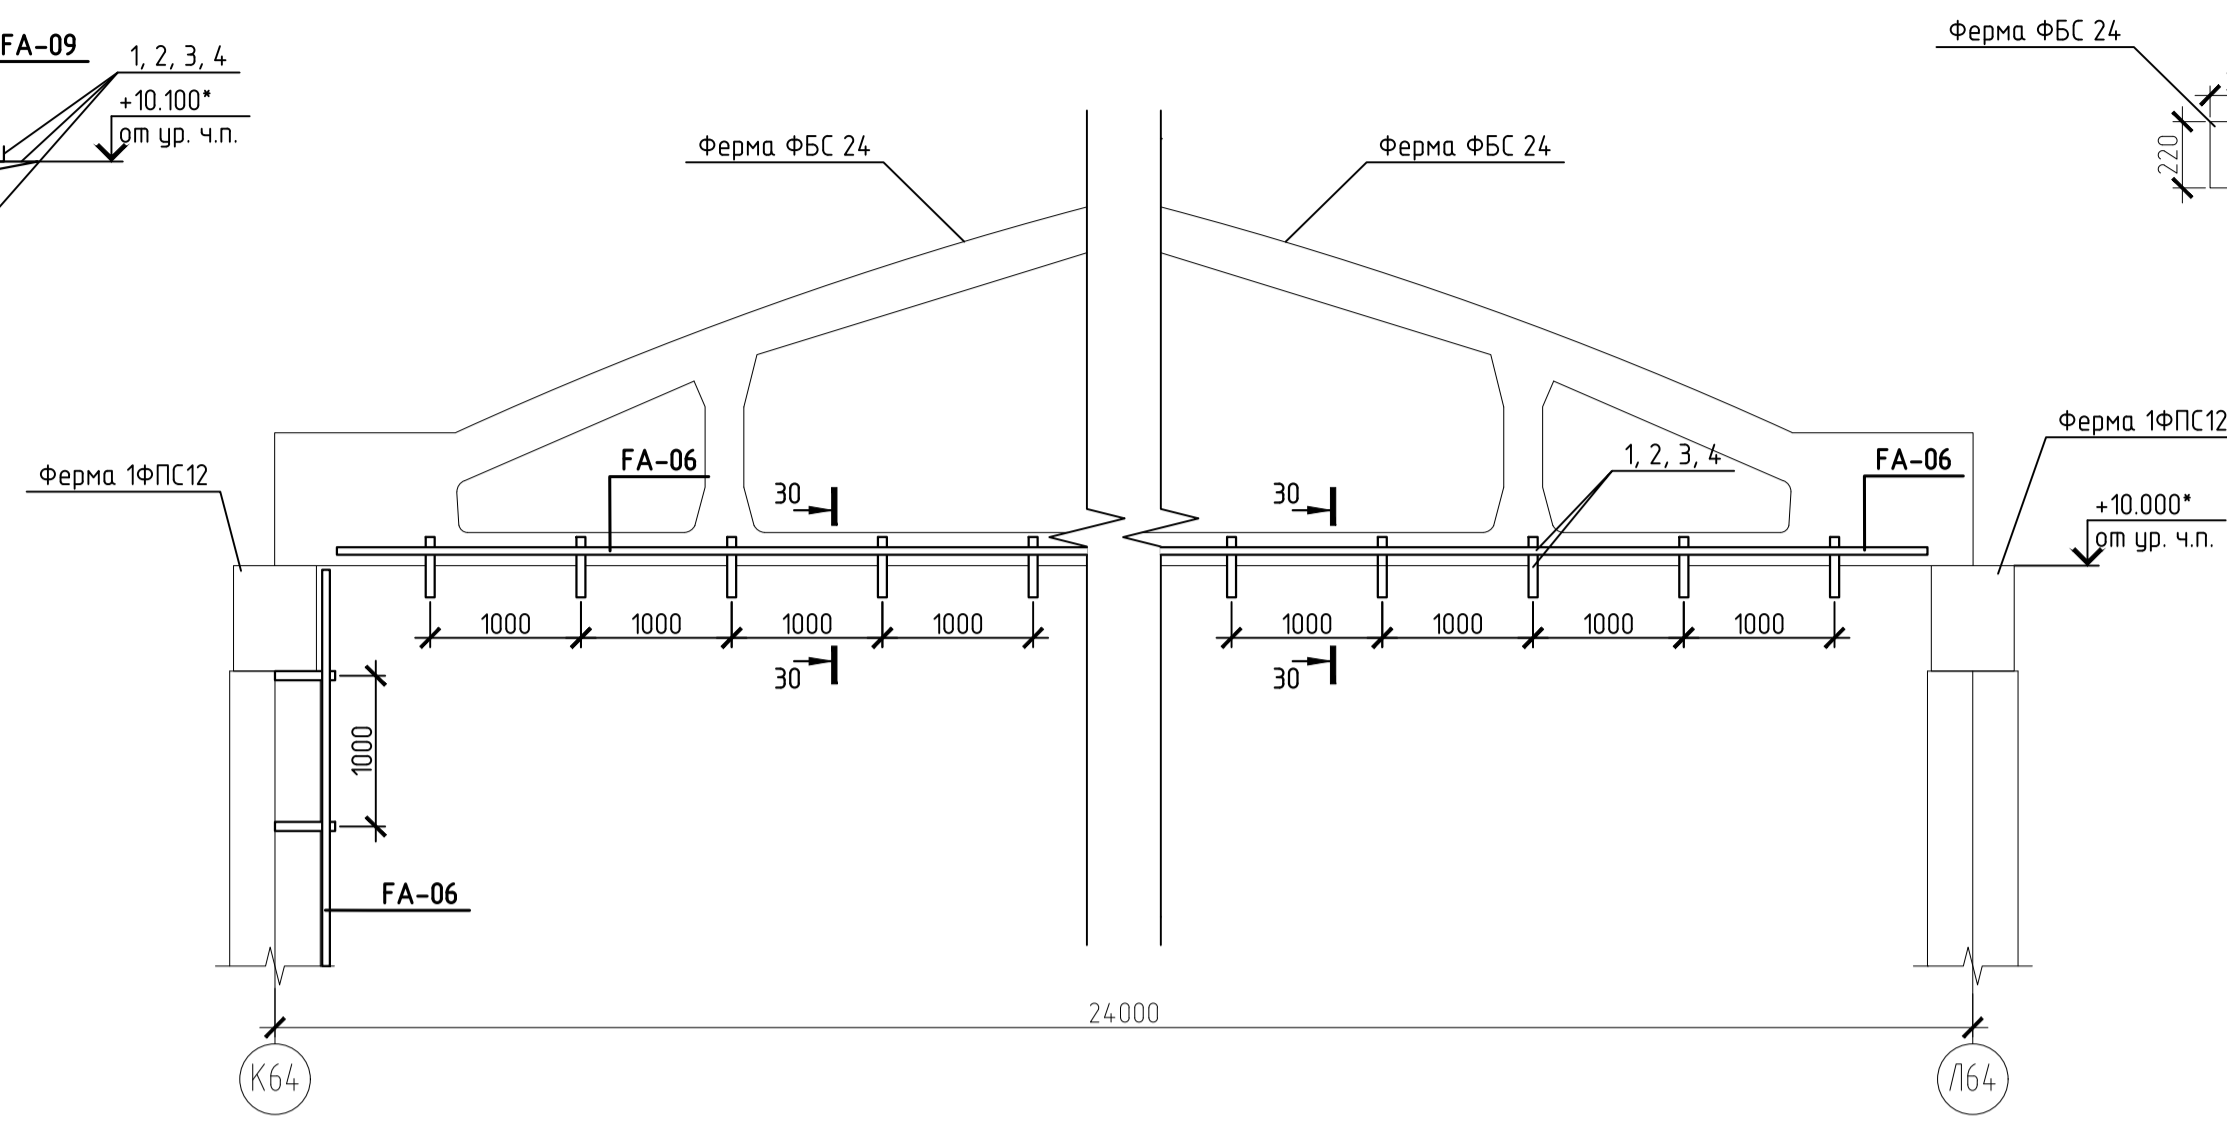 FA-09
1, 2, 3, 4
+10.100*
от ур. ч.п.
Ферма ФБС 24
Ферма ФБС 24
Ферма ФБС 24
220
Ферма 1ФПС12
FA-06
30
30
1, 2, 3, 4
FA-06
Ферма 1ФПС12
+10.000*
от ур. ч.п.
1000
1000
1000
1000
1000
1000
1000
1000
30
30
1000
FA-06
24000
К64
Л64